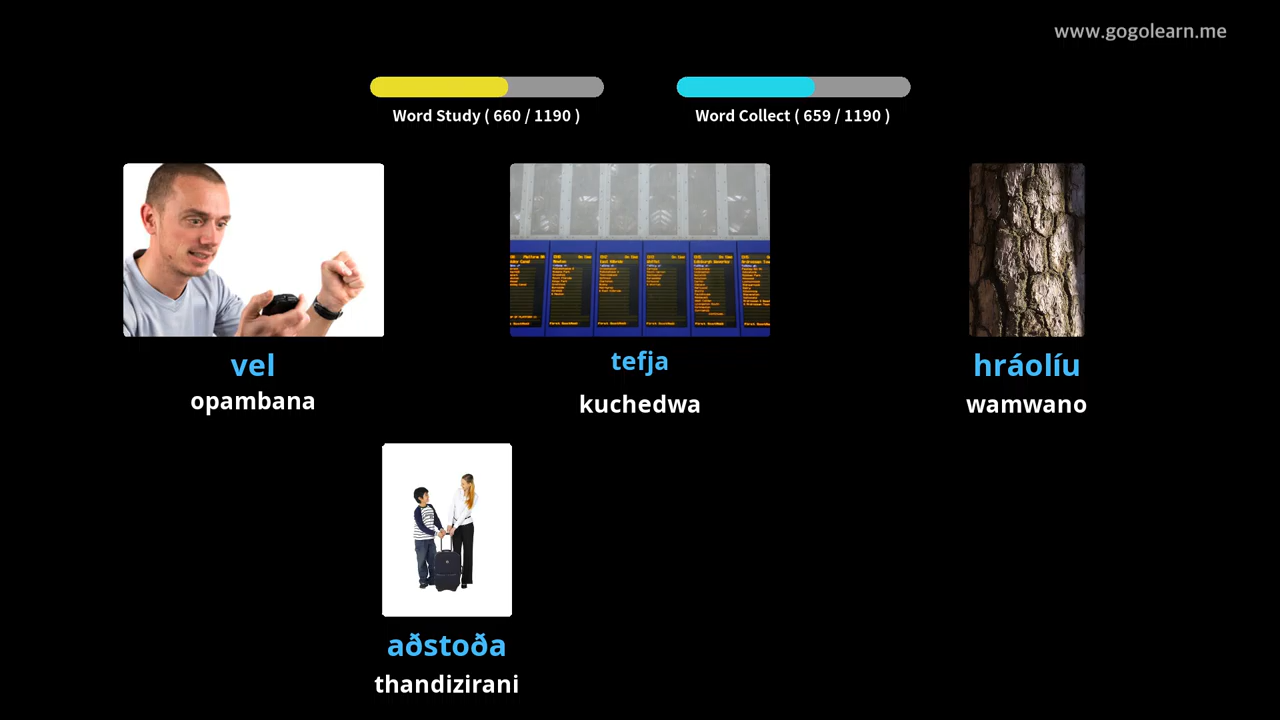 www.gogolearn.me
Word Study ( 660 / 1190 )
Word Collect ( 659 / 1190 )
vel
opambana
tefja
kuchedwa
hráolíu
wamwano
aðstoða
thandizirani